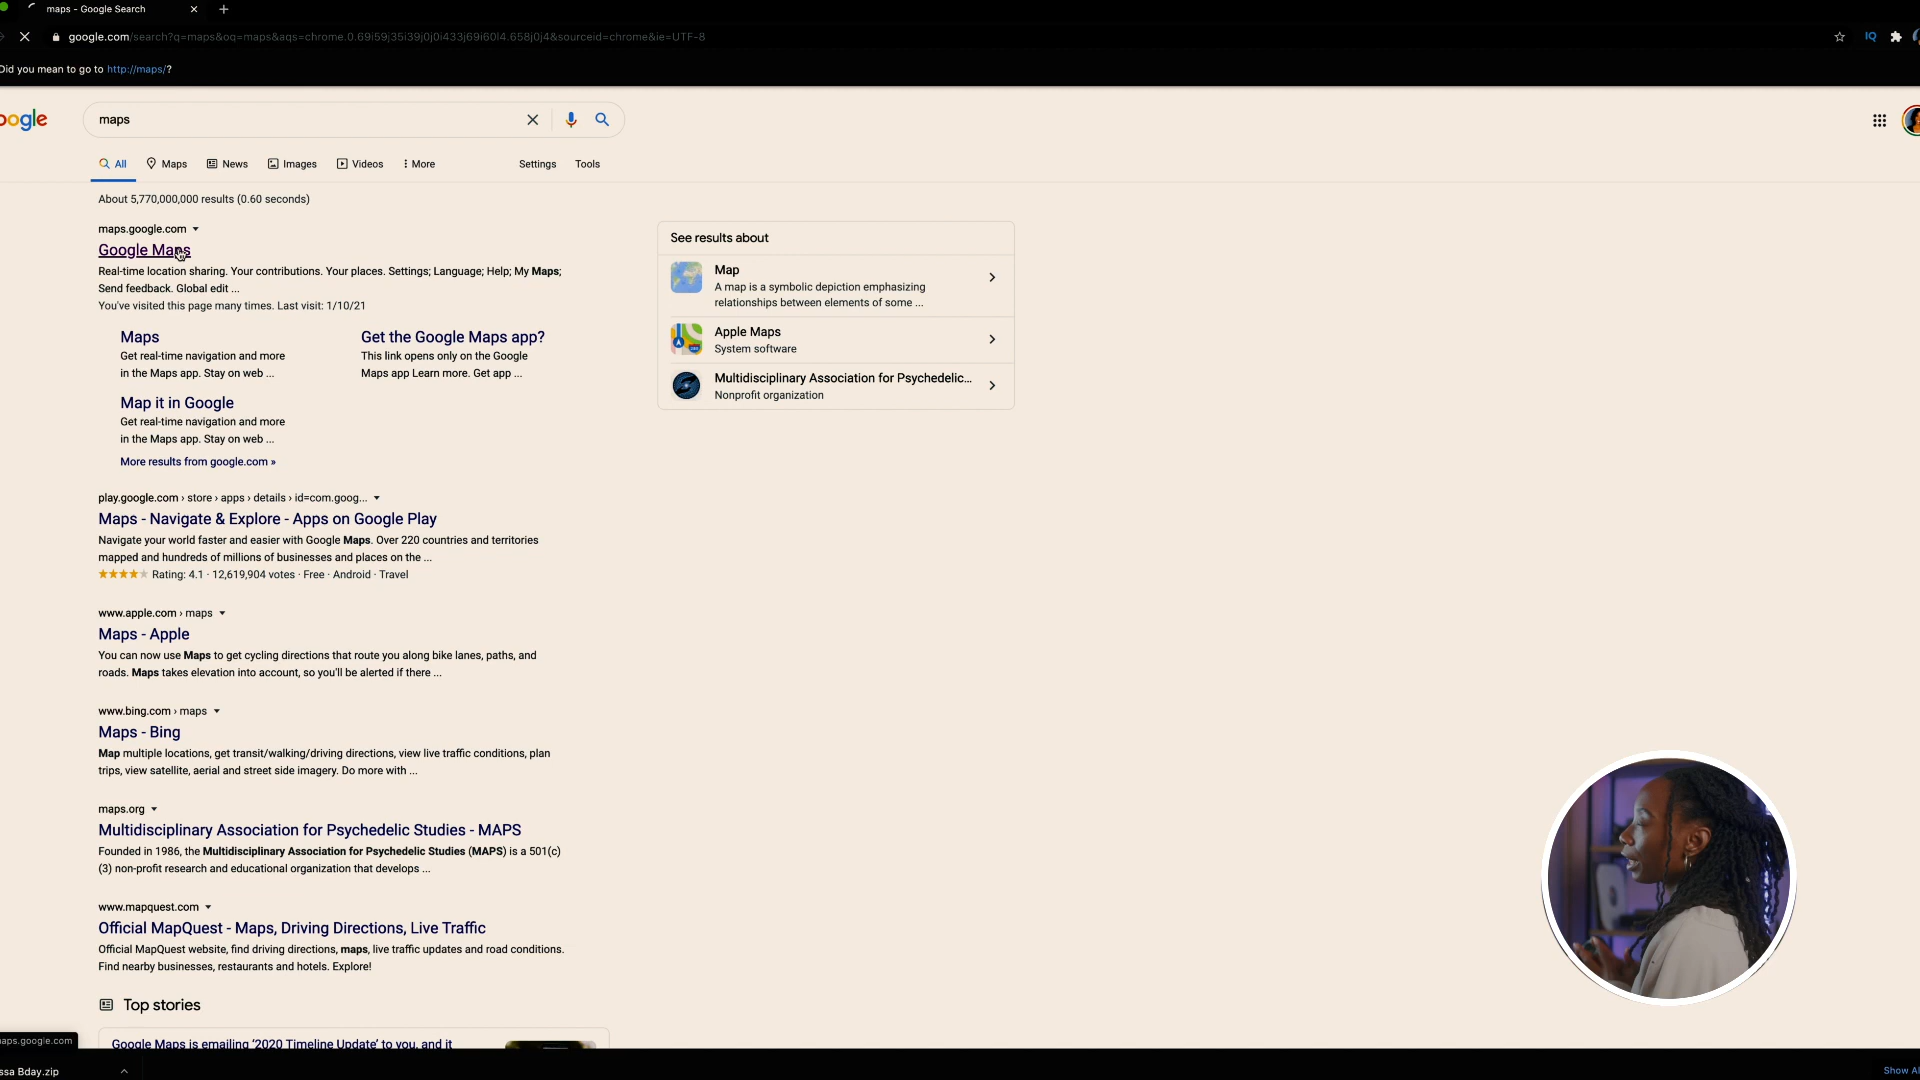 maps - Google Search
google.com/search?q=maps&oq=maps&aqs=chrome.0.69i59j35i39j0j0i433j69i60l4.658j0j4&sourceid=chrome&ie=UTF-8
IQ
Did you mean to go to http://maps/?
oogle
maps
All Maps News Images Videos More Settings Tools
About 5,770,000,000 results (0.60 seconds)
maps.google.com
Google Maps
Real-time location sharing. Your contributions. Your places. Settings; Language; Help; My Maps;
Send feedback. Global edit ...
You've visited this page many times. Last visit: 1/10/21
Maps
Get real-time navigation and more
in the Maps app. Stay on web ...
Get the Google Maps app?
This link opens only on the Google
Maps app Learn more. Get app ...
Map it in Google
Get real-time navigation and more
in the Maps app. Stay on web ...
More results from google.com »
play.google.com › store › apps › details › id=com.goog...
Maps - Navigate & Explore - Apps on Google Play
Navigate your world faster and easier with Google Maps. Over 220 countries and territories
mapped and hundreds of millions of businesses and places on the ...
Rating: 4.1 · 12,619,904 votes · Free · Android · Travel
www.apple.com › maps
Maps - Apple
You can now use Maps to get cycling directions that route you along bike lanes, paths, and
roads. Maps takes elevation into account, so you'll be alerted if there ...
www.bing.com › maps
Maps - Bing
Map multiple locations, get transit/walking/driving directions, view live traffic conditions, plan
trips, view satellite, aerial and street side imagery. Do more with ...
maps.org
Multidisciplinary Association for Psychedelic Studies - MAPS
Founded in 1986, the Multidisciplinary Association for Psychedelic Studies (MAPS) is a 501(c)
(3) non-profit research and educational organization that develops ...
www.mapquest.com
Official MapQuest - Maps, Driving Directions, Live Traffic
Official MapQuest website, find driving directions, maps, live traffic updates and road conditions.
Find nearby businesses, restaurants and hotels. Explore!
Top stories
Google Maps is emailing '2020 Timeline Update' to you, and it
See results about
Map
A map is a symbolic depiction emphasizing
relationships between elements of some ...
Apple Maps
System software
Multidisciplinary Association for Psychedelic...
Nonprofit organization
aps.google.com
ssa Bday.zip
Show Al